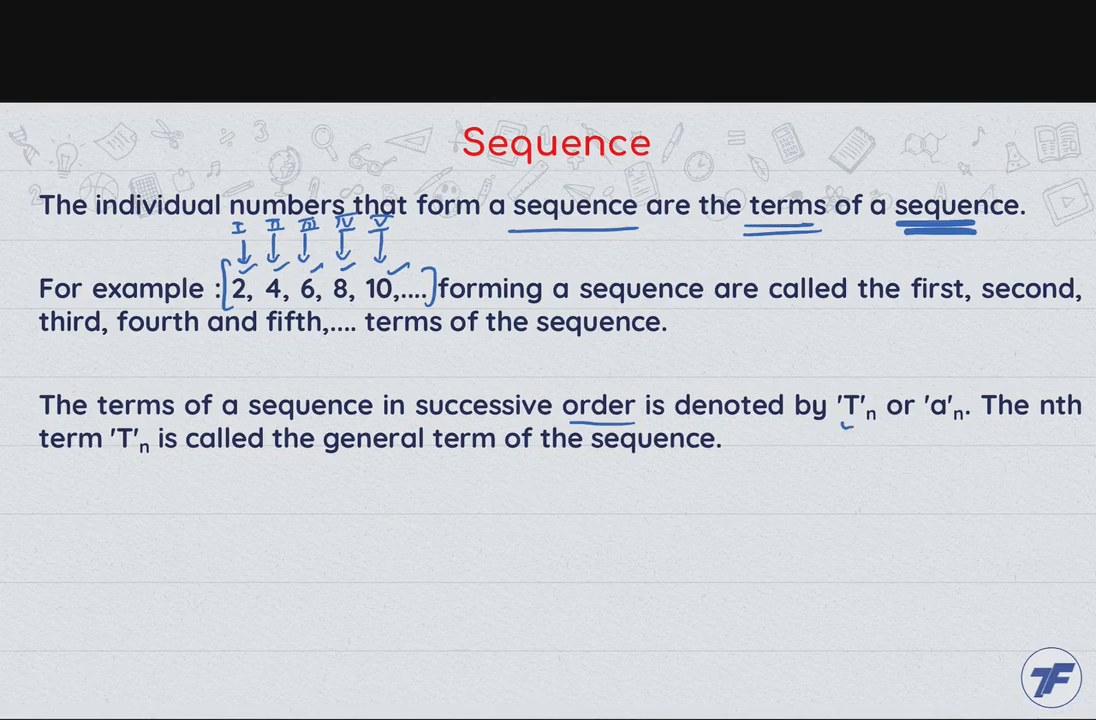 Sequence
The individual numbers that form a sequence are the terms of a sequence.
I II III IV V
For example : [2, 4, 6, 8, 10,....] forming a sequence are called the first, second,
third, fourth and fifth,.... terms of the sequence.
The terms of a sequence in successive order is denoted by 'T'ₙ or 'a'ₙ. The nth
term 'T'ₙ is called the general term of the sequence.
TF